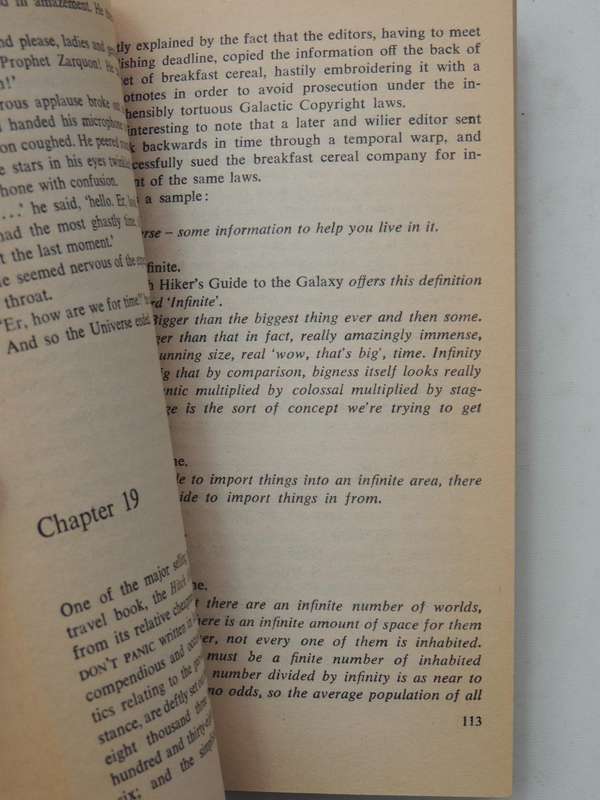 in amazement. He
nd please, ladies and
Prophet Zarquon!
n!'
rous applause broke
handed his microphone
on coughed. He peered
e stars in his eyes
hone with confusion.
...' he said, 'hello. Er,
had the most ghastly time,
t the last moment.'
e seemed nervous of the
throat.
'Er, how are we for time?'
And so the Universe ended.
Chapter 19
One of the major selling
travel book, the Hitch
from its relative
DON'T PANIC written
compendious and
tics relating to the
stance, are deftly set
eight thousand
hundred and
six; and the
tly explained by the fact that the editors, having to meet
lishing deadline, copied the information off the back of
et of breakfast cereal, hastily embroidering it with a
otnotes in order to avoid prosecution under the in-
hensibly tortuous Galactic Copyright laws.
interesting to note that a later and wilier editor sent
k backwards in time through a temporal warp, and
cessfully sued the breakfast cereal company for in-
nt of the same laws.
a sample:
rse – some information to help you live in it.
finite.
h Hiker's Guide to the Galaxy offers this definition
rd 'Infinite'.
Bigger than the biggest thing ever and then some.
ger than that in fact, really amazingly immense,
unning size, real 'wow, that's big', time. Infinity
ig that by comparison, bigness itself looks really
ntic multiplied by colossal multiplied by stag-
ge is the sort of concept we're trying to get
ne.
le to import things into an infinite area, there
side to import things in from.
ne.
t there are an infinite number of worlds,
here is an infinite amount of space for them
er, not every one of them is inhabited.
must be a finite number of inhabited
number divided by infinity is as near to
no odds, so the average population of all
113